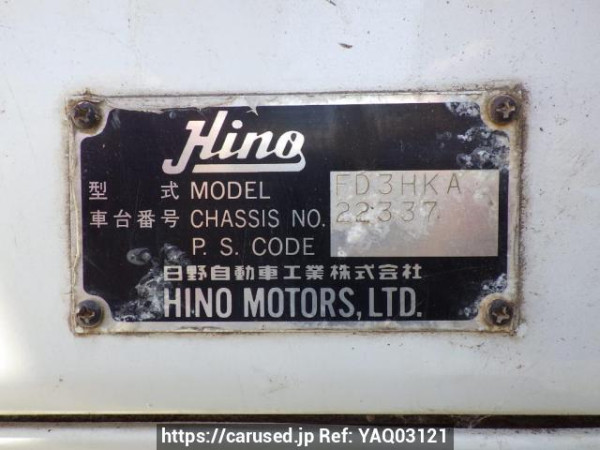 Hino
型 式 MODEL FD3HKA
車台番号 CHASSIS NO. 22337
P. S. CODE
日野自動車工業株式会社
HINO MOTORS, LTD.
https://carused.jp Ref: YAQ03121